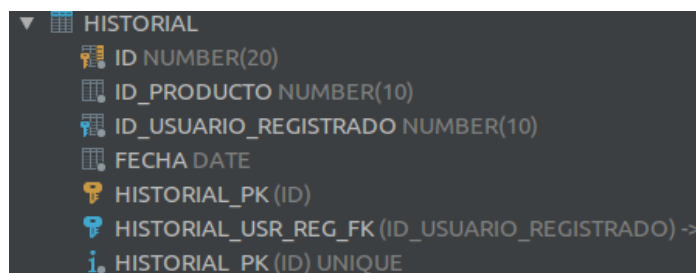 HISTORIAL
ID NUMBER(20)
ID_PRODUCTO NUMBER(10)
ID_USUARIO_REGISTRADO NUMBER(10)
FECHA DATE
HISTORIAL_PK (ID)
HISTORIAL_USR_REG_FK (ID_USUARIO_REGISTRADO) ->
HISTORIAL_PK (ID) UNIQUE